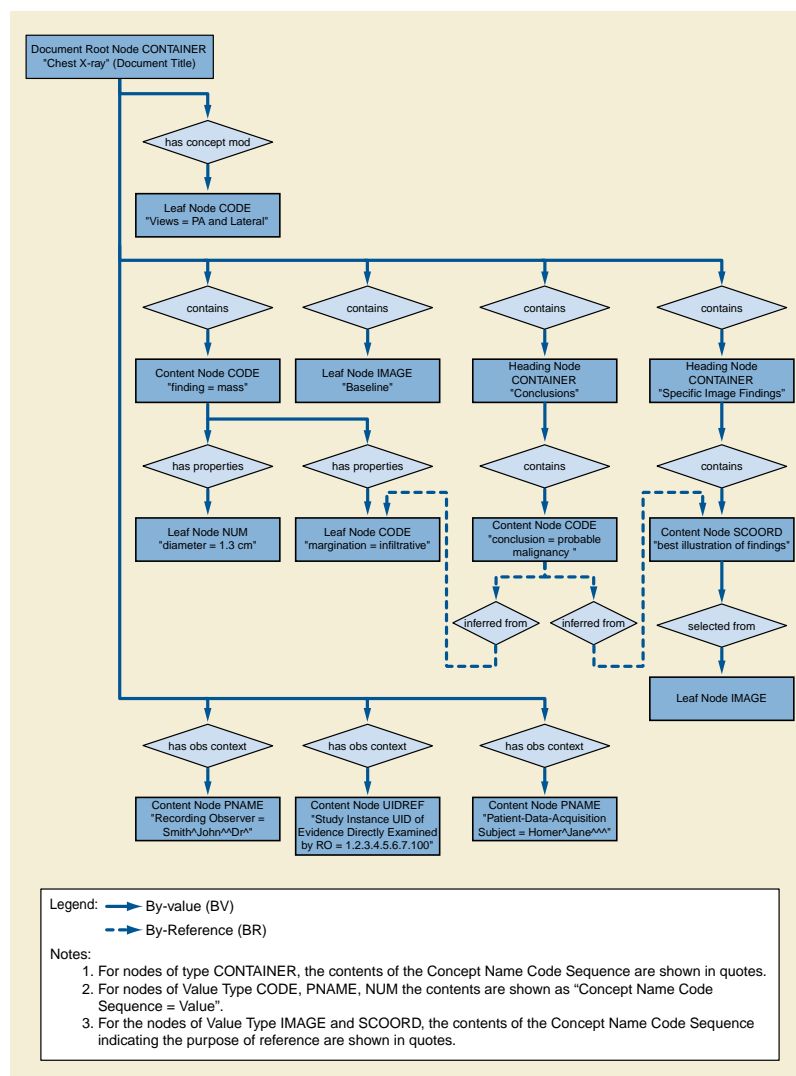 Document Root Node CONTAINER
"Chest X-ray" (Document Title)
has concept mod
Leaf Node CODE
"Views = PA and Lateral"
contains
contains
contains
contains
Content Node CODE
"finding = mass"
Leaf Node IMAGE
"Baseline"
Heading Node
CONTAINER
"Conclusions"
Heading Node
CONTAINER
"Specific Image Findings"
has properties
has properties
contains
contains
Leaf Node NUM
"diameter = 1.3 cm"
Leaf Node CODE
"margination = infiltrative"
Content Node CODE
"conclusion = probable
malignancy "
Content Node SCOORD
"best illustration of findings"
inferred from
inferred from
selected from
Leaf Node IMAGE
has obs context
has obs context
has obs context
Content Node PNAME
"Recording Observer =
Smith^John^^Dr^"
Content Node UIDREF
"Study Instance UID of
Evidence Directly Examined
by RO = 1.2.3.4.5.6.7.100"
Content Node PNAME
"Patient-Data-Acquisition
Subject = Homer^Jane^^^"
Legend: By-value (BV)
By-Reference (BR)
Notes:
1. For nodes of type CONTAINER, the contents of the Concept Name Code Sequence are shown in quotes.
2. For nodes of Value Type CODE, PNAME, NUM the contents are shown as “Concept Name Code
Sequence = Value”.
3. For the nodes of Value Type IMAGE and SCOORD, the contents of the Concept Name Code Sequence
indicating the purpose of reference are shown in quotes.